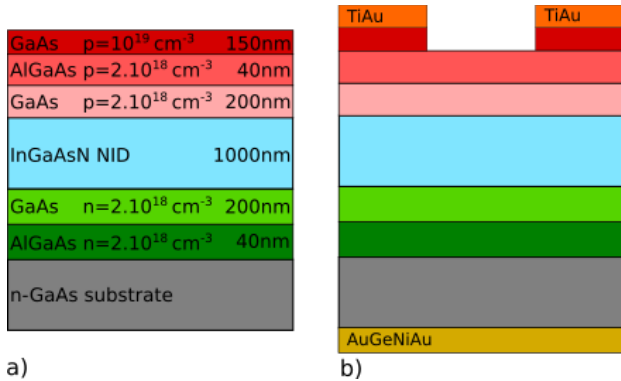 GaAs p=10¹⁹ cm⁻³ 150nm
AlGaAs p=2.10¹⁸ cm⁻³ 40nm
GaAs p=2.10¹⁸ cm⁻³ 200nm
InGaAsN NID 1000nm
GaAs n=2.10¹⁸ cm⁻³ 200nm
AlGaAs n=2.10¹⁸ cm⁻³ 40nm
n-GaAs substrate
a)
TiAu TiAu
AuGeNiAu
b)